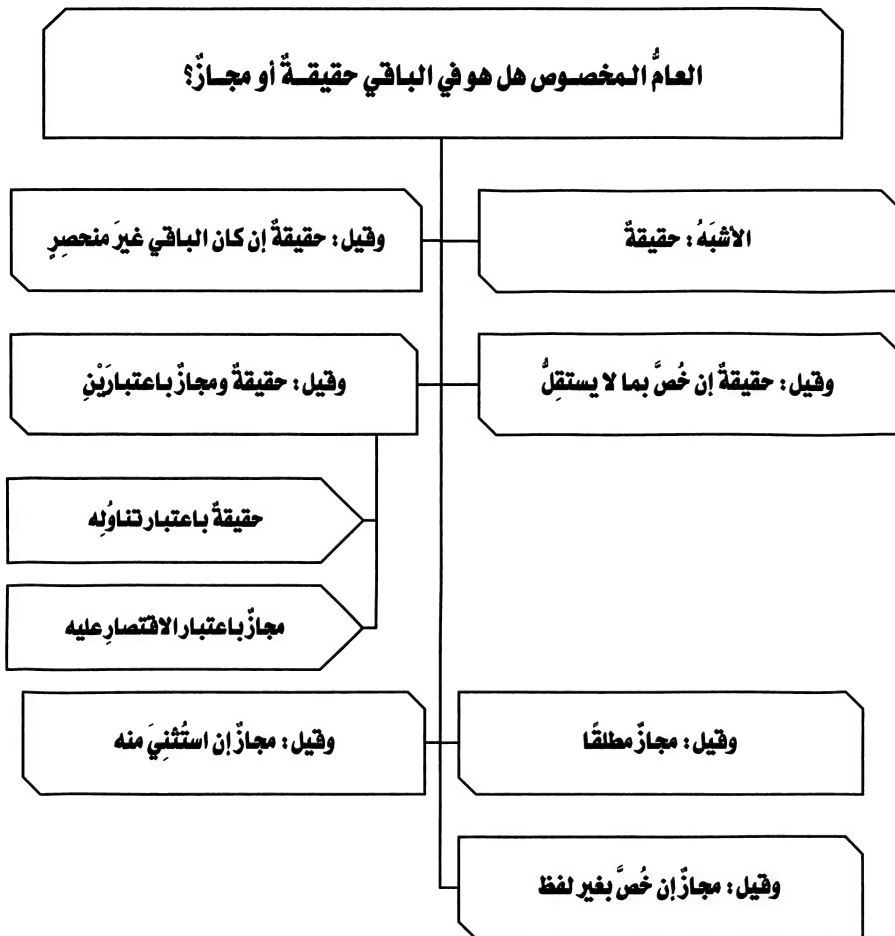 العامُّ المخصوص هل هو في الباقي حقيقةٌ أو مجازٌ؟
الأشبَهُ: حقيقةٌ
وقيل: حقيقةٌ إن كان الباقي غيرَ منحصِرٍ
وقيل: حقيقةٌ إن خُصَّ بما لا يستقِلُّ
وقيل: حقيقةٌ ومجازٌ باعتبارَيْنِ
حقيقةٌ باعتبار تناوُلِه
مجازٌ باعتبار الاقتصارِ عليه
وقيل: مجازٌ مطلقًا
وقيل: مجازٌ إن استُثنِيَ منه
وقيل: مجازٌ إن خُصَّ بغير لفظ